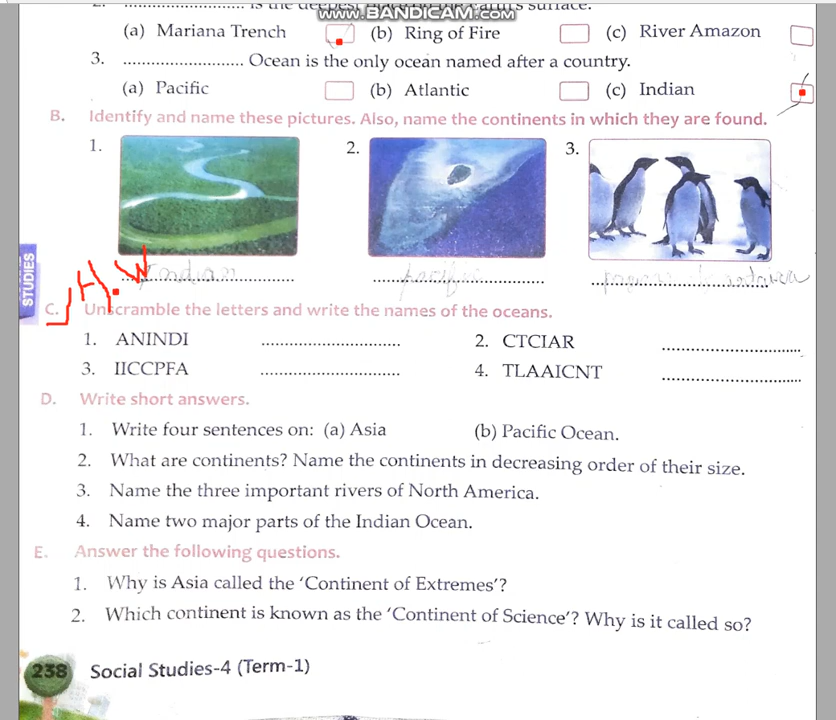 www.BANDICAM.com
2. .......................... is the deepest place on the earth's surface.
(a) Mariana Trench (b) Ring of Fire (c) River Amazon
3. .......................... Ocean is the only ocean named after a country.
(a) Pacific (b) Atlantic (c) Indian
B. Identify and name these pictures. Also, name the continents in which they are found.
1. 2. 3.
STUDIES
H.W
C. Unscramble the letters and write the names of the oceans.
1. ANINDI .......................... 2. CTCIAR ..........................
3. IICCPFA .......................... 4. TLAAICNT ..........................
D. Write short answers.
1. Write four sentences on: (a) Asia (b) Pacific Ocean.
2. What are continents? Name the continents in decreasing order of their size.
3. Name the three important rivers of North America.
4. Name two major parts of the Indian Ocean.
E. Answer the following questions.
1. Why is Asia called the 'Continent of Extremes'?
2. Which continent is known as the 'Continent of Science'? Why is it called so?
238 Social Studies-4 (Term-1)